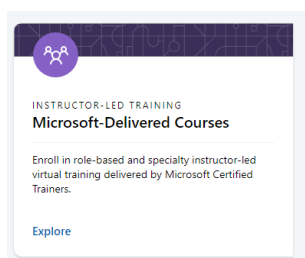 INSTRUCTOR-LED TRAINING
Microsoft-Delivered Courses
Enroll in role-based and specialty instructor-led
virtual training delivered by Microsoft Certified
Trainers.
Explore